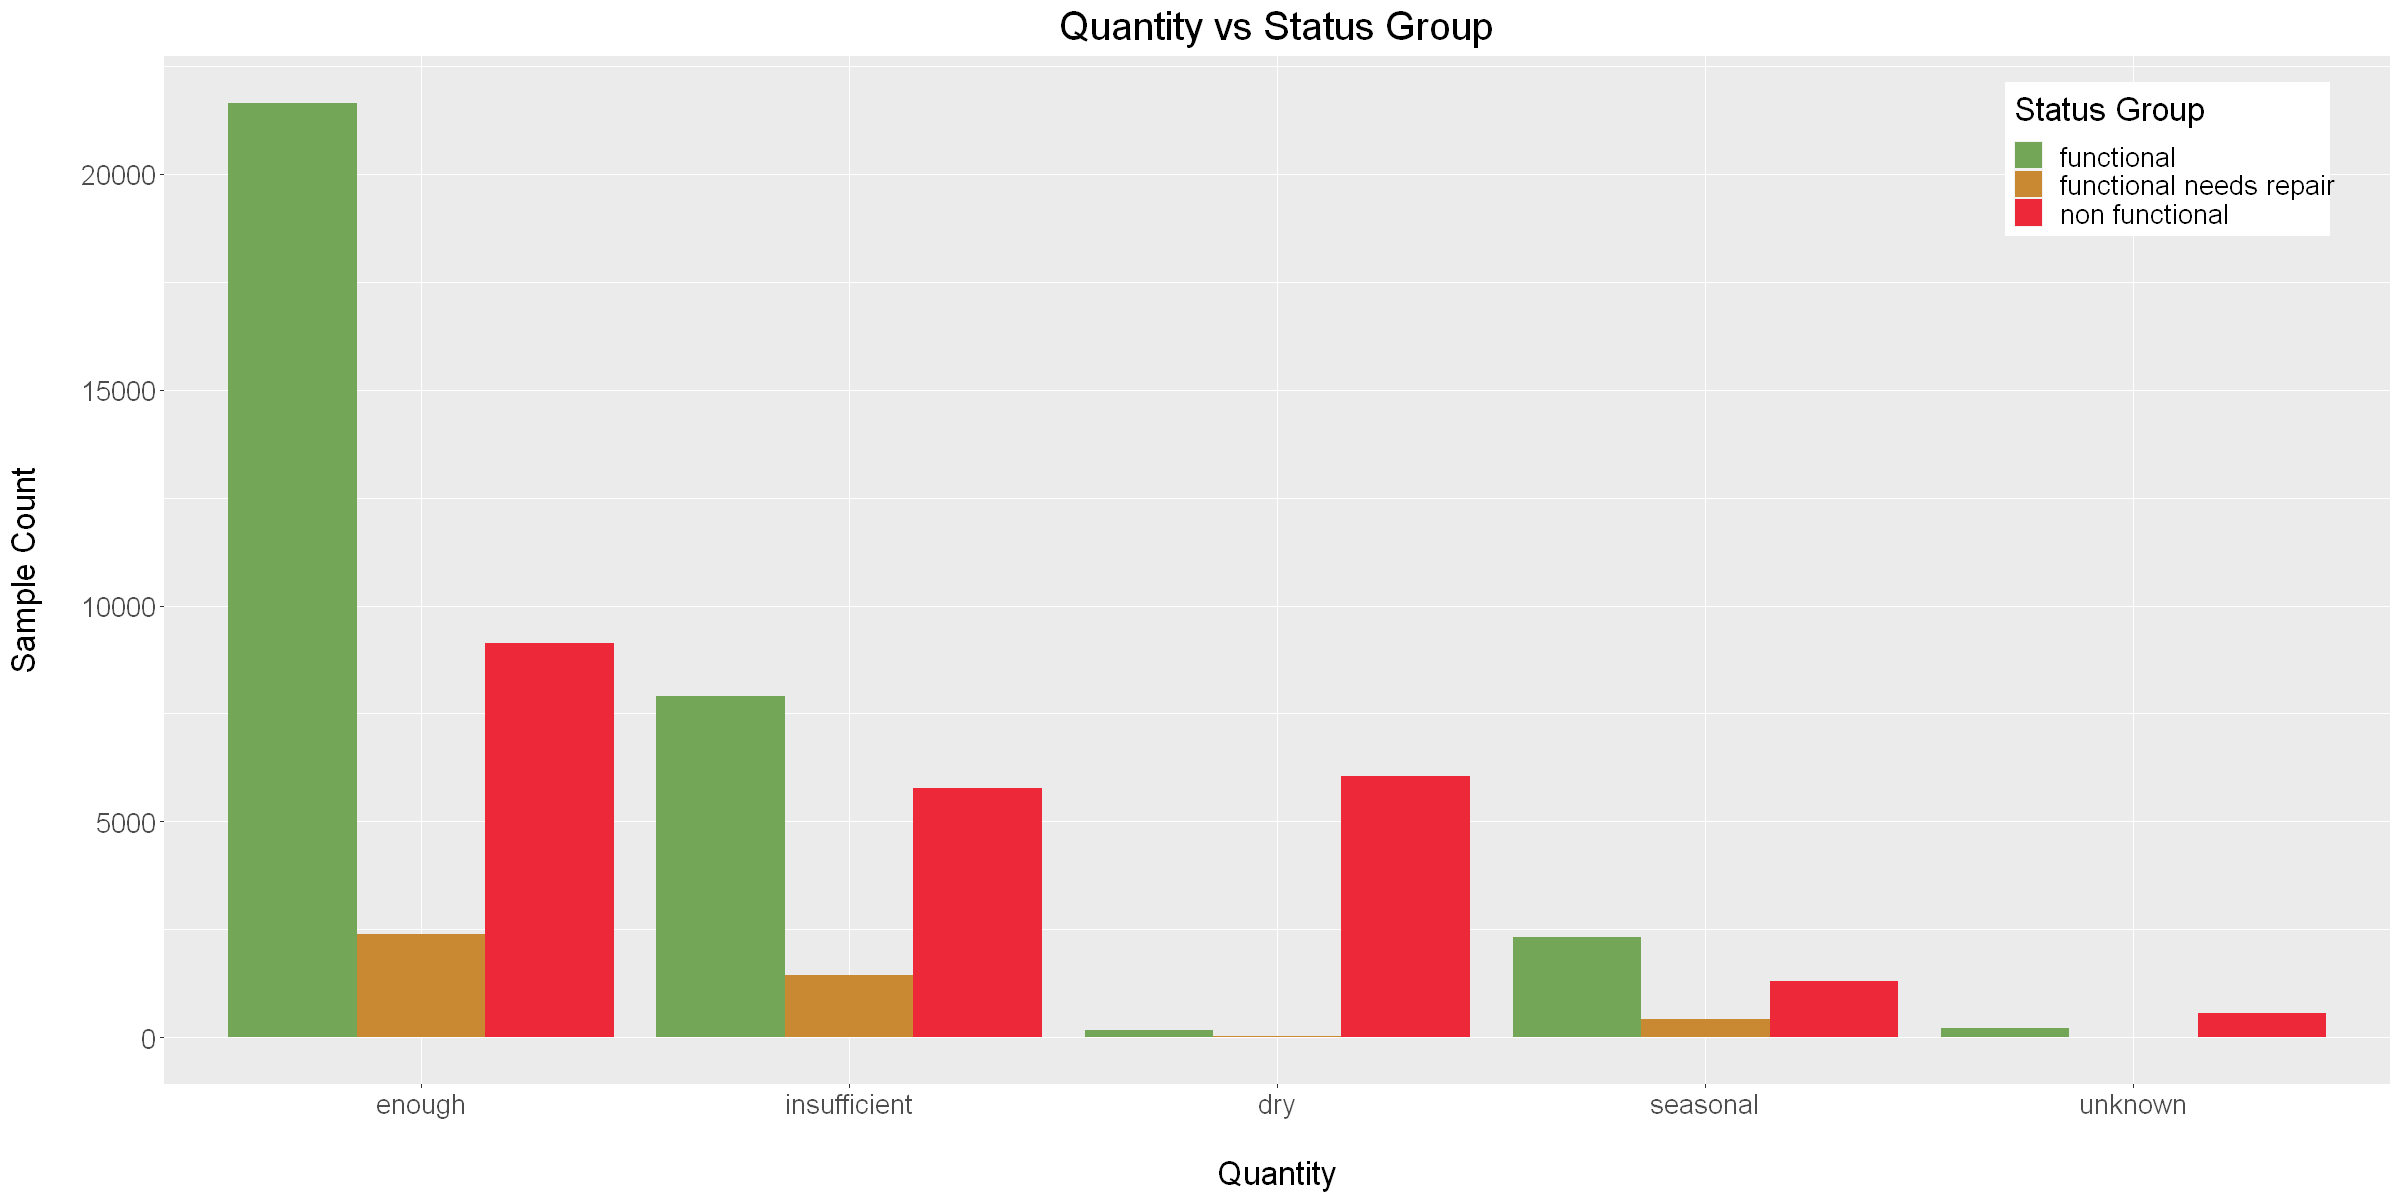 Quantity vs Status Group
Status Group
functional
functional needs repair
non functional
Sample Count
20000
15000
10000
5000
0
enough insufficient dry seasonal unknown
Quantity